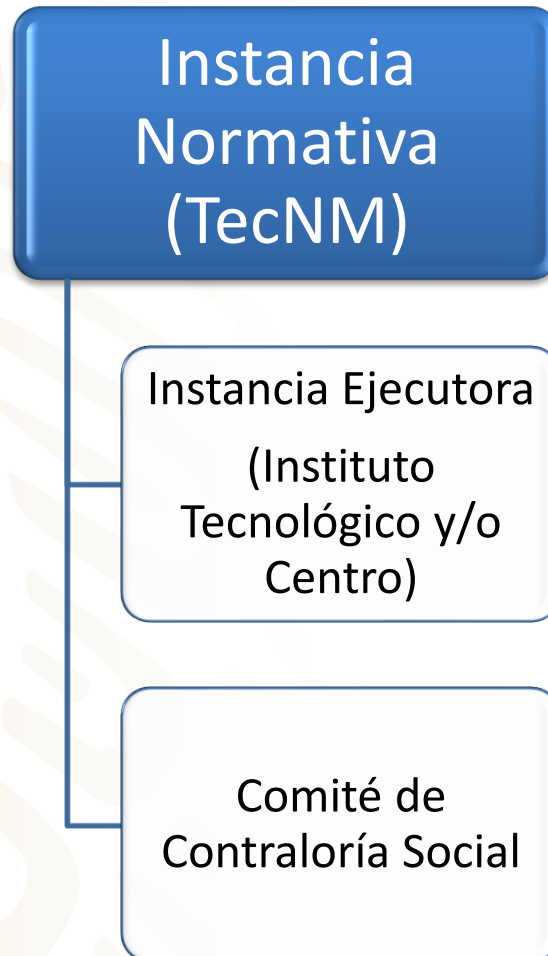 Instancia
Normativa
(TecNM)
Instancia Ejecutora
(Instituto
Tecnológico y/o
Centro)
Comité de
Contraloría Social